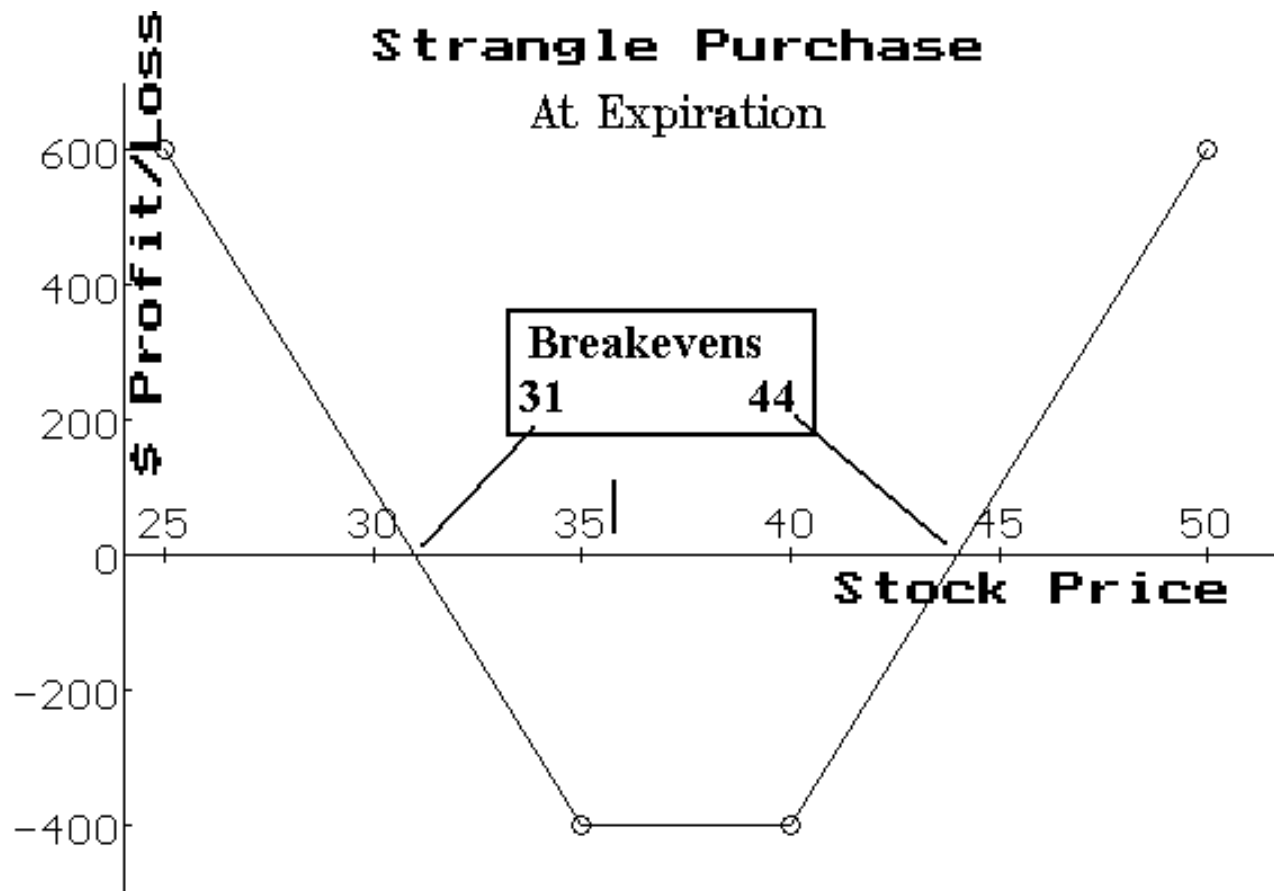 Strangle Purchase
At Expiration
$ Profit/Loss
600
400
Breakevens
31 44
200
25 30 35 40 45 50
0
Stock Price
-200
-400